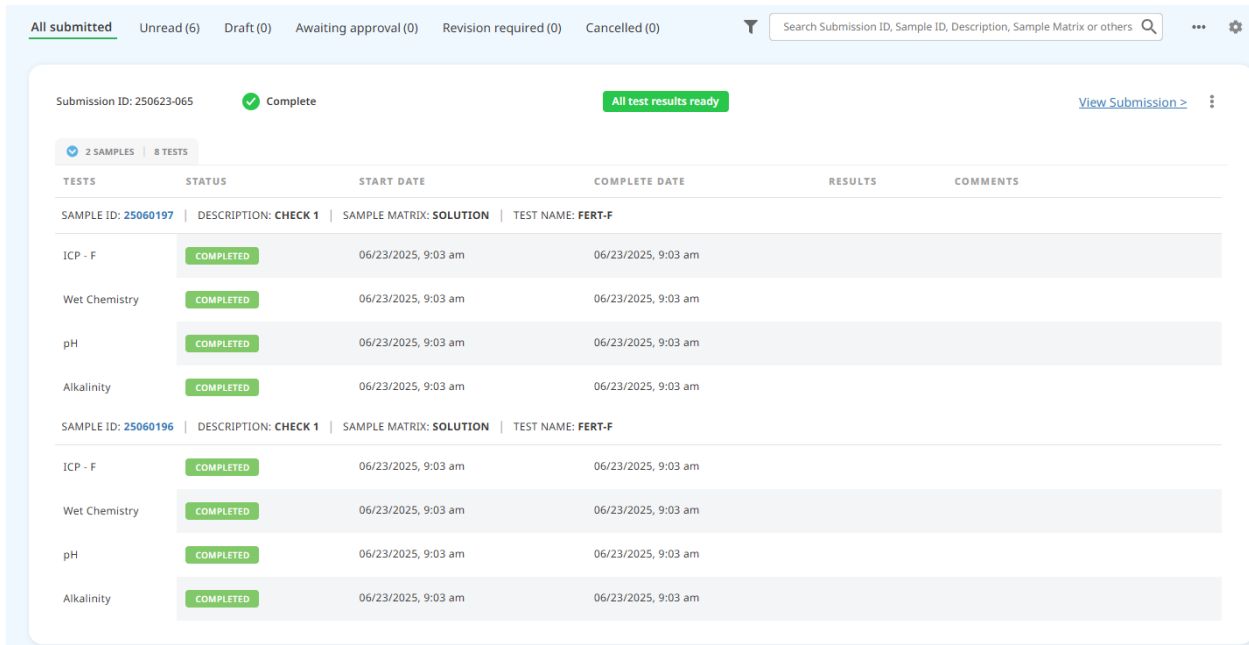 All submitted Unread (6) Draft (0) Awaiting approval (0) Revision required (0) Cancelled (0) Search Submission ID, Sample ID, Description, Sample Matrix or others
Submission ID: 250623-065 Complete All test results ready View Submission >
2 SAMPLES | 8 TESTS
TESTS STATUS START DATE COMPLETE DATE RESULTS COMMENTS
SAMPLE ID: 25060197 | DESCRIPTION: CHECK 1 | SAMPLE MATRIX: SOLUTION | TEST NAME: FERT-F
ICP - F COMPLETED 06/23/2025, 9:03 am 06/23/2025, 9:03 am
Wet Chemistry COMPLETED 06/23/2025, 9:03 am 06/23/2025, 9:03 am
pH COMPLETED 06/23/2025, 9:03 am 06/23/2025, 9:03 am
Alkalinity COMPLETED 06/23/2025, 9:03 am 06/23/2025, 9:03 am
SAMPLE ID: 25060196 | DESCRIPTION: CHECK 1 | SAMPLE MATRIX: SOLUTION | TEST NAME: FERT-F
ICP - F COMPLETED 06/23/2025, 9:03 am 06/23/2025, 9:03 am
Wet Chemistry COMPLETED 06/23/2025, 9:03 am 06/23/2025, 9:03 am
pH COMPLETED 06/23/2025, 9:03 am 06/23/2025, 9:03 am
Alkalinity COMPLETED 06/23/2025, 9:03 am 06/23/2025, 9:03 am